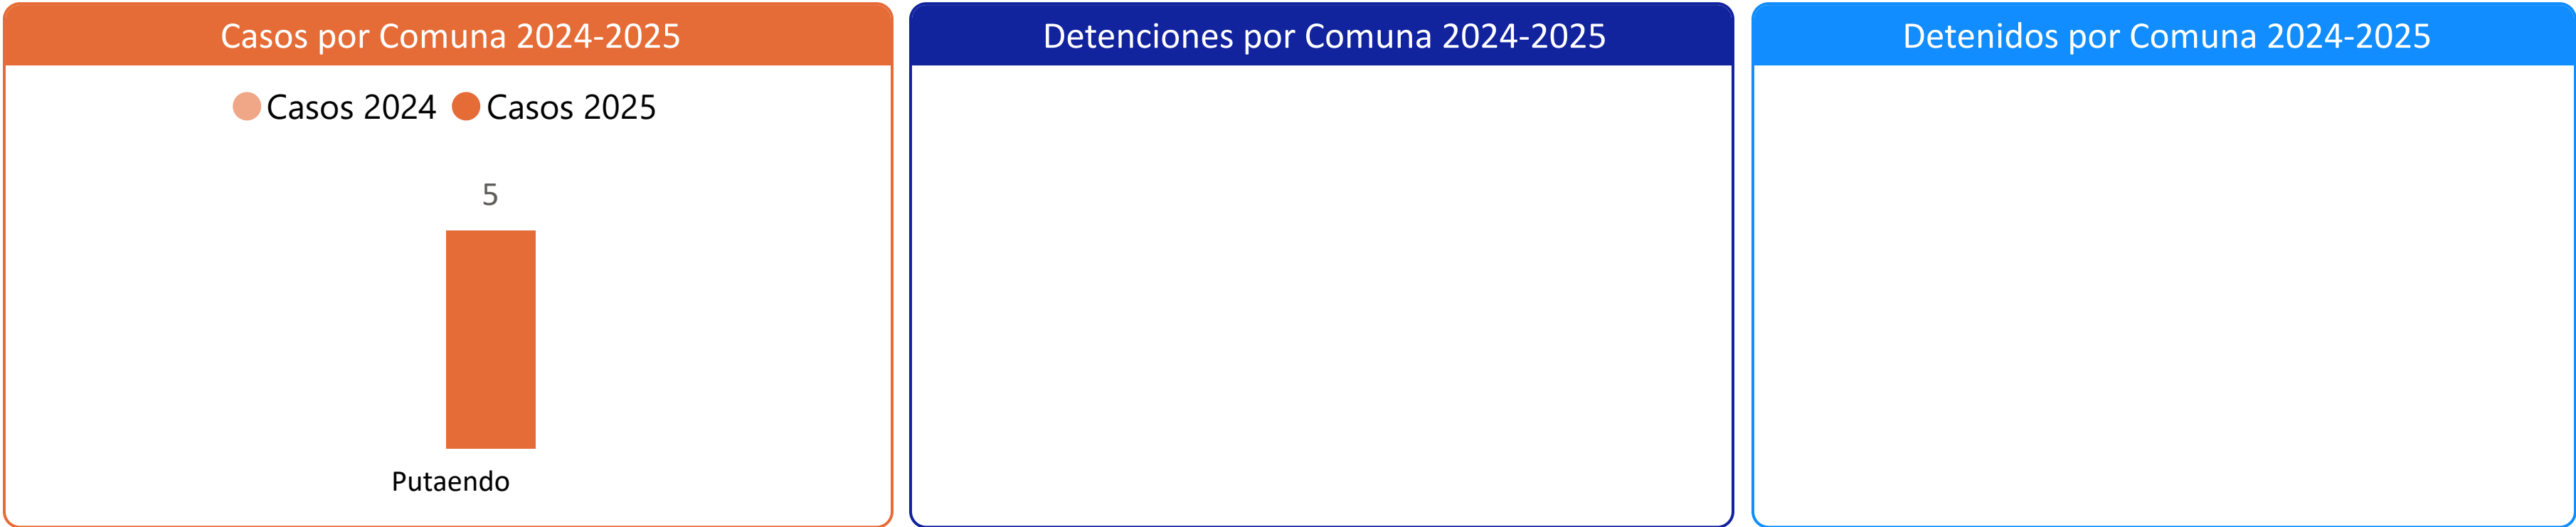 Casos por Comuna 2024-2025
Casos 2024 Casos 2025
5
Putaendo
Detenciones por Comuna 2024-2025
Detenidos por Comuna 2024-2025